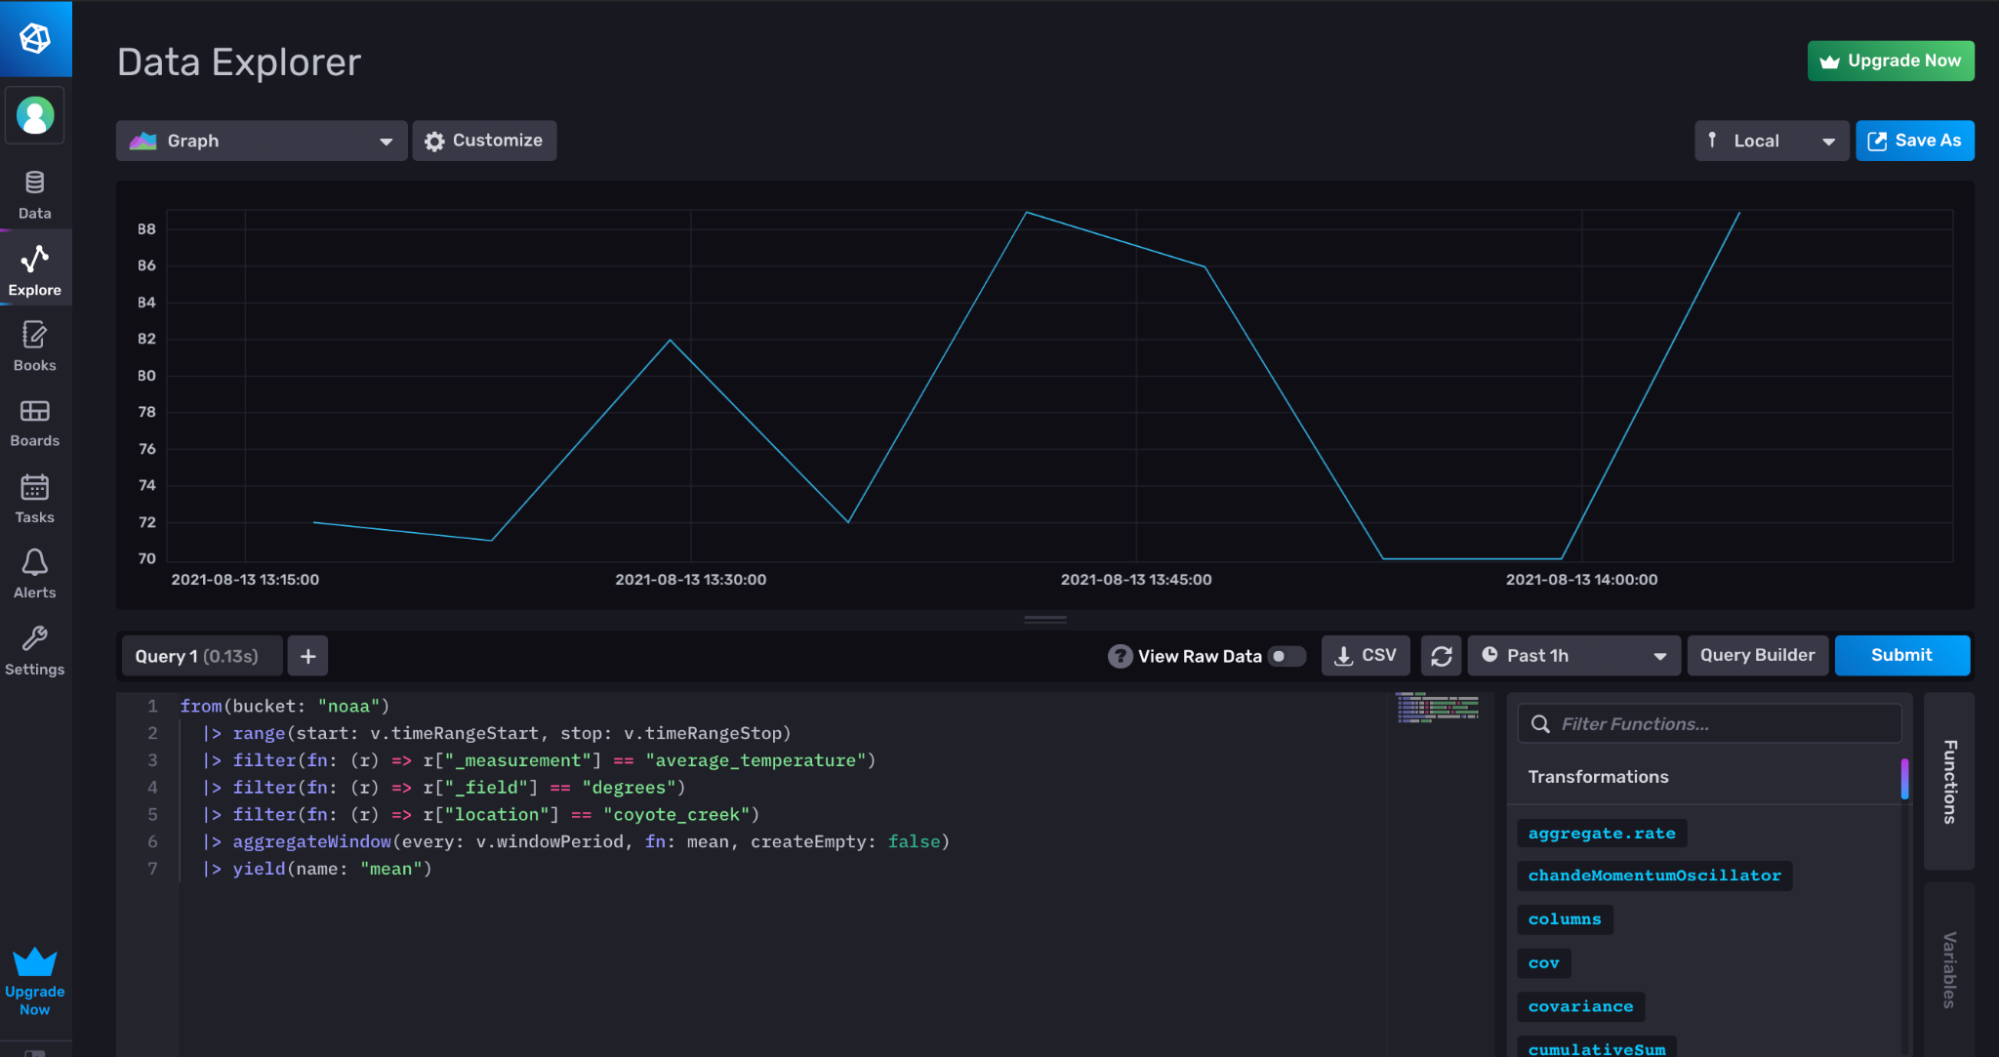 Data Explorer
Upgrade Now
Graph
Customize
Local
Save As
Data
Explore
Books
Boards
Tasks
Alerts
Settings
Upgrade
Now
88
86
84
82
80
78
76
74
72
70
2021-08-13 13:15:00
2021-08-13 13:30:00
2021-08-13 13:45:00
2021-08-13 14:00:00
Query 1 (0.13s)
+
? View Raw Data
CSV
Past 1h
Query Builder
Submit
1 from(bucket: "noaa")
2 |> range(start: v.timeRangeStart, stop: v.timeRangeStop)
3 |> filter(fn: (r) => r["_measurement"] == "average_temperature")
4 |> filter(fn: (r) => r["_field"] == "degrees")
5 |> filter(fn: (r) => r["location"] == "coyote_creek")
6 |> aggregateWindow(every: v.windowPeriod, fn: mean, createEmpty: false)
7 |> yield(name: "mean")
Filter Functions...
Transformations
aggregate.rate
chandeMomentumOscillator
columns
cov
covariance
cumulativeSum
Functions
Variables